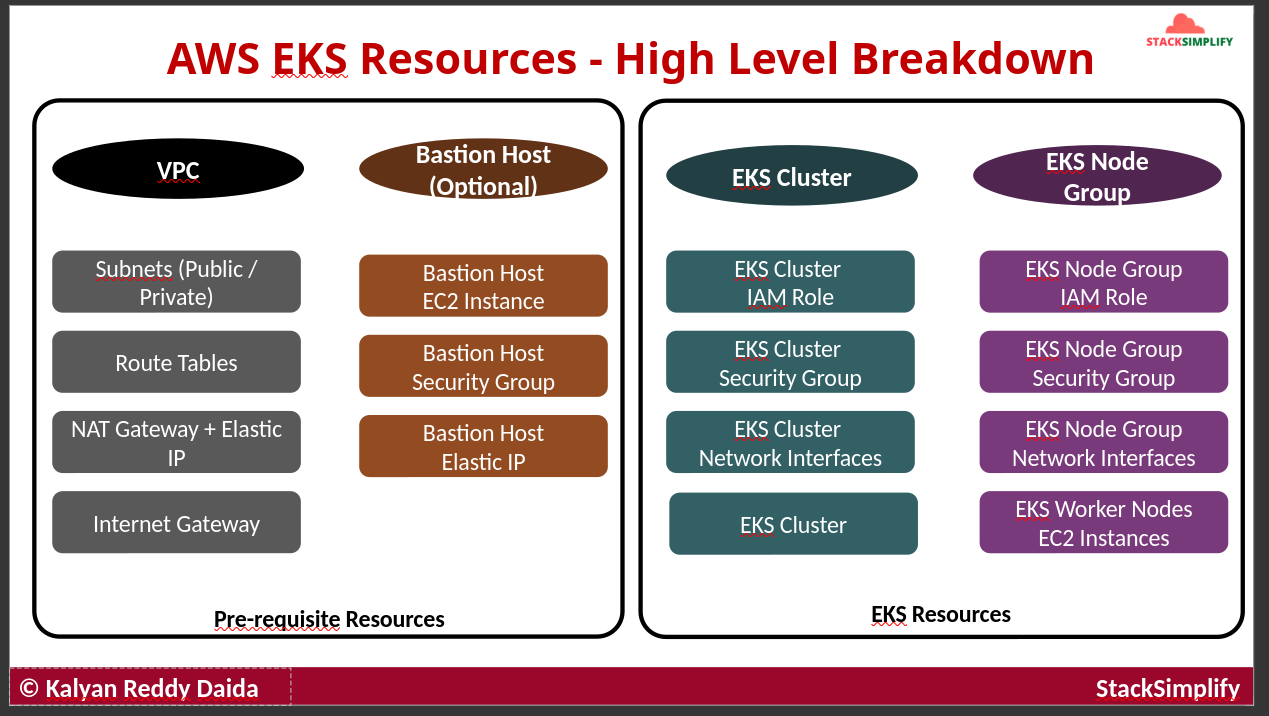 STACKSIMPLIFY
AWS EKS Resources - High Level Breakdown
VPC
Subnets (Public /
Private)
Route Tables
NAT Gateway + Elastic
IP
Internet Gateway
Bastion Host
(Optional)
Bastion Host
EC2 Instance
Bastion Host
Security Group
Bastion Host
Elastic IP
Pre-requisite Resources
EKS Cluster
EKS Cluster
IAM Role
EKS Cluster
Security Group
EKS Cluster
Network Interfaces
EKS Cluster
EKS Node
Group
EKS Node Group
IAM Role
EKS Node Group
Security Group
EKS Node Group
Network Interfaces
EKS Worker Nodes
EC2 Instances
EKS Resources
© Kalyan Reddy Daida
StackSimplify